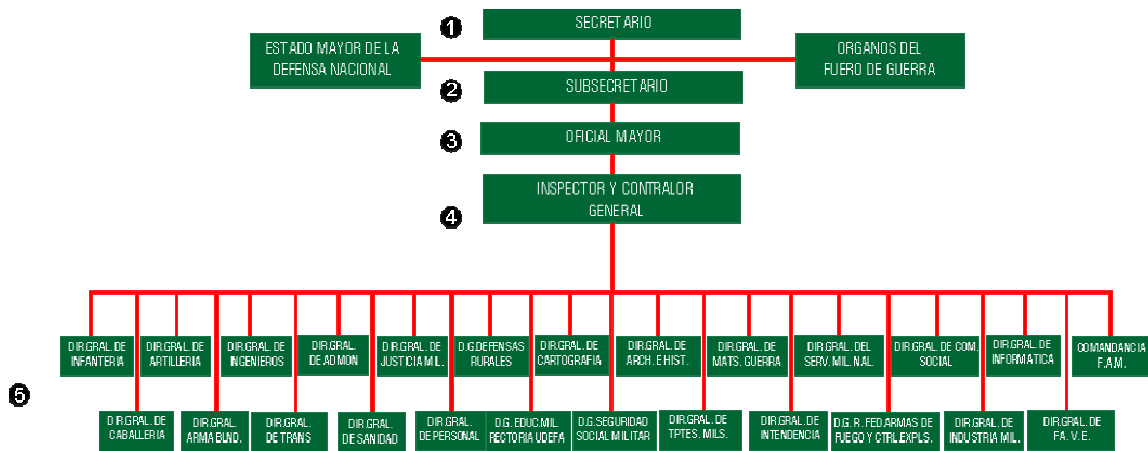 ❶
SECRETARIO
ESTADO MAYOR DE LA
DEFENSA NACIONAL
ORGANOS DEL
FUERO DE GUERRA
❷
SUBSECRETARIO
❸
OFICIAL MAYOR
❹
INSPECTOR Y CONTRALOR
GENERAL
DIR.GRAL. DE
INFANTERIA
DIR.GRAL. DE
ARTILLERIA
DIR.GRAL. DE
INGENIEROS
DIR.GRAL.
DE ADMON
DIR.GRAL. DE
JUSTICIA MIL.
D.G.DEFENSAS
RURALES
DIR.GRAL. DE
CARTOGRAFIA
DIR.GRAL. DE
ARCH. E HIST.
DIR.GRAL. DE
MATS. GUERRA
DIR.GRAL. DEL
SERV. MIL. NAL.
DIR.GRAL. DE COM.
SOCIAL
DIR.GRAL. DE
INFORMATICA
COMANDANCIA
F.A.M.
❺
DIR.GRAL. DE
CABALLERIA
DIR.GRAL.
ARMA BLND.
DIR.GRAL.
DE TRANS
DIR.GRAL.
DE SANIDAD
DIR.GRAL.
DE PERSONAL
D.G. EDUC.MIL.
RECTORIA UDEFA
D.G.SEGURIDAD
SOCIAL MILITAR
DIR.GRAL. DE
TPTES. MILS.
DIR.GRAL. DE
INTENDENCIA
D.G. R. FED.ARMAS DE
FUEGO Y CTRL.EXPLS.
DIR.GRAL. DE
INDUSTRIA MIL.
DIR.GRAL. DE
FA. V. E.